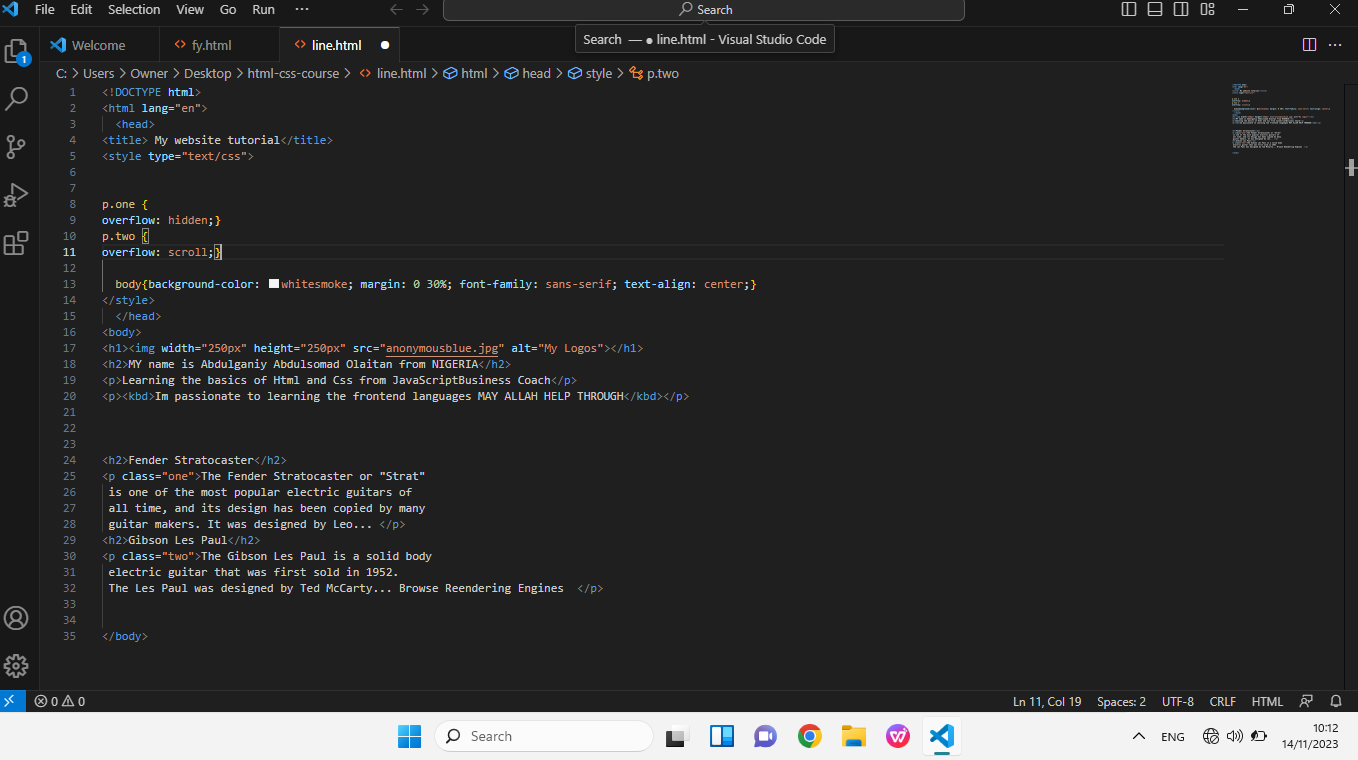 File Edit Selection View Go Run ··· Search
Search — ● line.html - Visual Studio Code
1
Welcome fy.html line.html ●
C: > Users > Owner > Desktop > html-css-course > line.html > html > head > style > p.two
1 <!DOCTYPE html>
2 <html lang="en">
3 <head>
4 <title> My website tutorial</title>
5 <style type="text/css">
6
7
8 p.one {
9 overflow: hidden;}
10 p.two {
11 overflow: scroll;}
12
13 body{background-color: whitesmoke; margin: 0 30%; font-family: sans-serif; text-align: center;}
14 </style>
15 </head>
16 <body>
17 <h1><img width="250px" height="250px" src="anonymousblue.jpg" alt="My Logos"></h1>
18 <h2>MY name is Abdulganiy Abdulsomad Olaitan from NIGERIA</h2>
19 <p>Learning the basics of Html and Css from JavaScriptBusiness Coach</p>
20 <p><kbd>Im passionate to learning the frontend languages MAY ALLAH HELP THROUGH</kbd></p>
21
22
23
24 <h2>Fender Stratocaster</h2>
25 <p class="one">The Fender Stratocaster or "Strat"
26 is one of the most popular electric guitars of
27 all time, and its design has been copied by many
28 guitar makers. It was designed by Leo... </p>
29 <h2>Gibson Les Paul</h2>
30 <p class="two">The Gibson Les Paul is a solid body
31 electric guitar that was first sold in 1952.
32 The Les Paul was designed by Ted McCarty... Browse Reendering Engines </p>
33
34
35 </body>
0 0 Ln 11, Col 19 Spaces: 2 UTF-8 CRLF HTML
Search ENG 10:12
14/11/2023